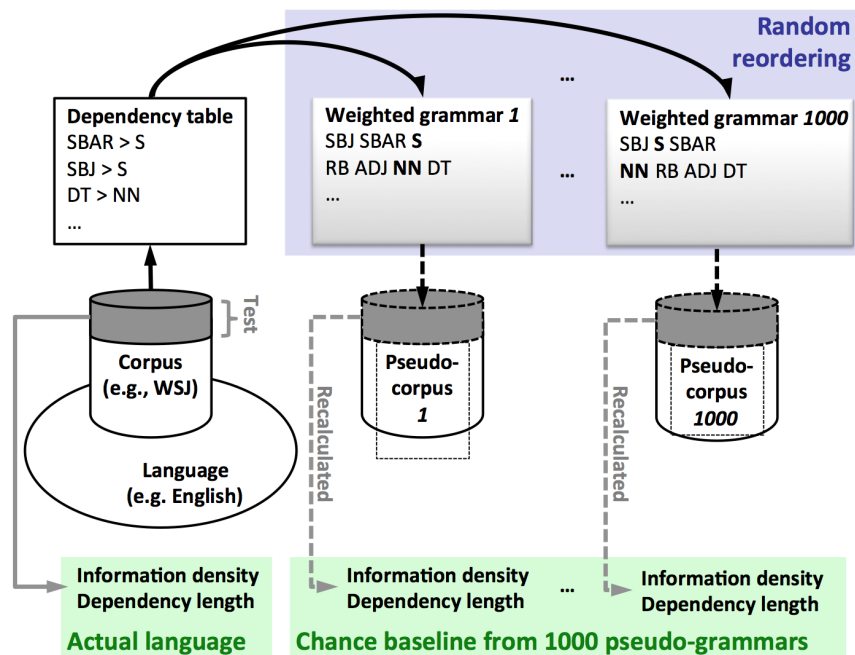 Random
reordering
...
Dependency table
SBAR > S
SBJ > S
DT > NN
...
Weighted grammar 1
SBJ SBAR S
RB ADJ NN DT
...
...
Weighted grammar 1000
SBJ S SBAR
NN RB ADJ DT
...
Test
Corpus
(e.g., WSJ)
Language
(e.g. English)
Recalculated
Pseudo-
corpus
1
Recalculated
Pseudo-
corpus
1000
Information density
Dependency length
Actual language
Information density
Dependency length
...
Information density
Dependency length
Chance baseline from 1000 pseudo-grammars